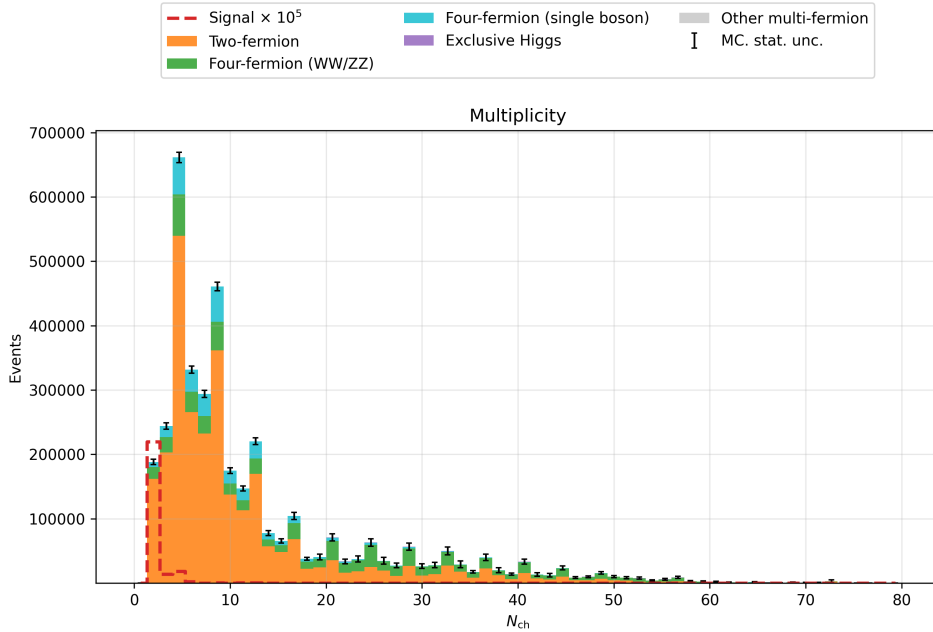 Signal × 10⁵
Two-fermion
Four-fermion (WW/ZZ)
Four-fermion (single boson)
Exclusive Higgs
Other multi-fermion
MC. stat. unc.
Multiplicity
700000
600000
500000
400000
300000
200000
100000
Events
0 10 20 30 40 50 60 70 80
N_ch